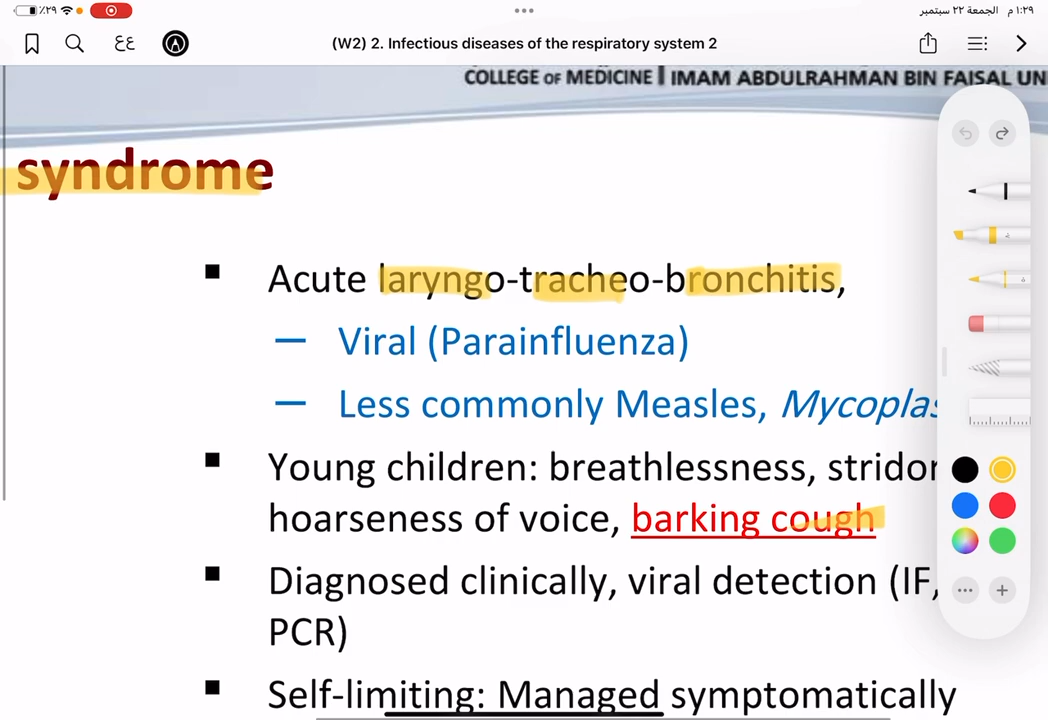 ٪٢٩
١:٢٩ م الجمعة ٢٢ سبتمبر
ﻋﻉ
(W2) 2. Infectious diseases of the respiratory system 2
COLLEGE OF MEDICINE | IMAM ABDULRAHMAN BIN FAISAL UN
syndrome
▪ Acute laryngo-tracheo-bronchitis,
– Viral (Parainfluenza)
– Less commonly Measles, Mycoplas
▪ Young children: breathlessness, stridor
hoarseness of voice, barking cough
▪ Diagnosed clinically, viral detection (IF,
PCR)
▪ Self-limiting: Managed symptomatically